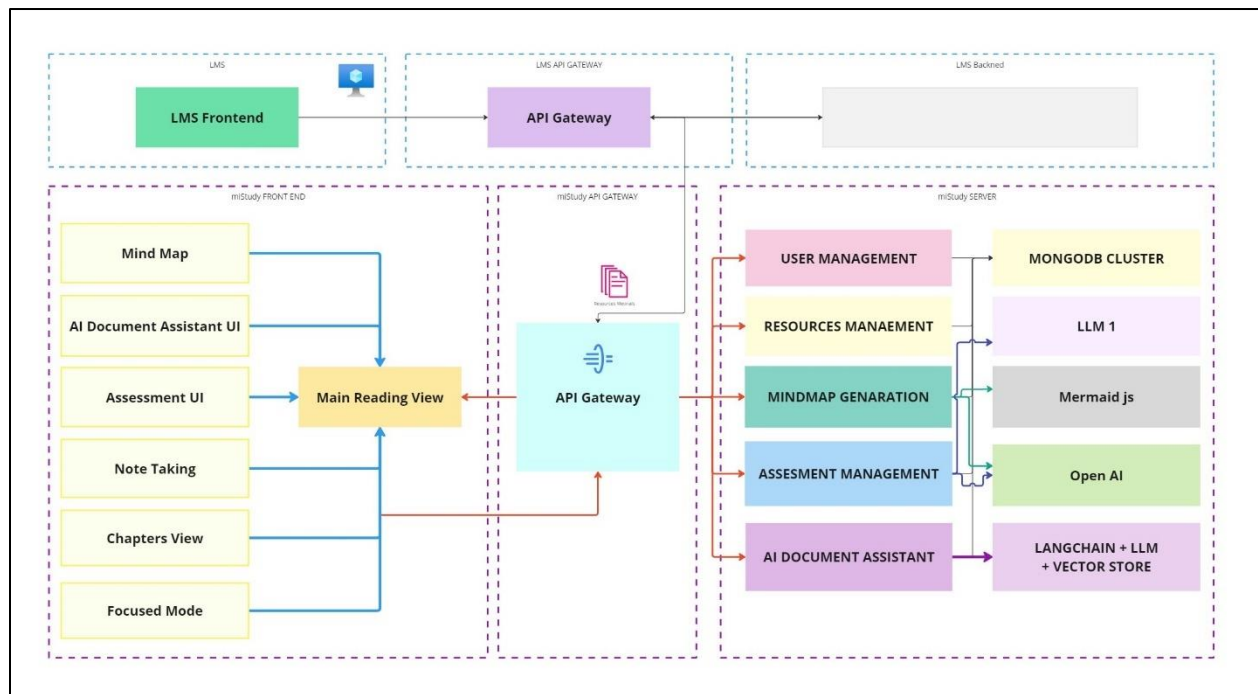 LMS
LMS API GATEWAY
LMS Backned
LMS Frontend
API Gateway
miStudy FRONT END
miStudy API GATEWAY
miStudy SERVER
Mind Map
AI Document Assistant UI
Assessment UI
Note Taking
Chapters View
Focused Mode
Main Reading View
Resources Materials
API Gateway
USER MANAGEMENT
RESOURCES MANAEMENT
MINDMAP GENARATION
ASSESMENT MANAGEMENT
AI DOCUMENT ASSISTANT
MONGODB CLUSTER
LLM 1
Mermaid js
Open AI
LANGCHAIN + LLM
+ VECTOR STORE